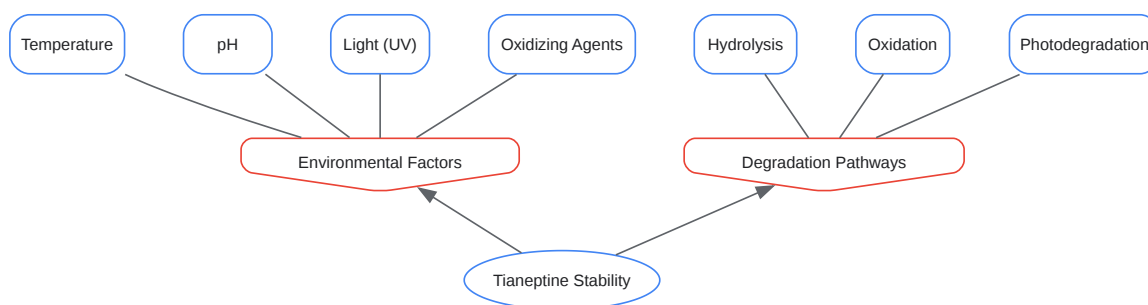 Temperature
pH
Light (UV)
Oxidizing Agents
Hydrolysis
Oxidation
Photodegradation
Environmental Factors
Degradation Pathways
Tianeptine Stability